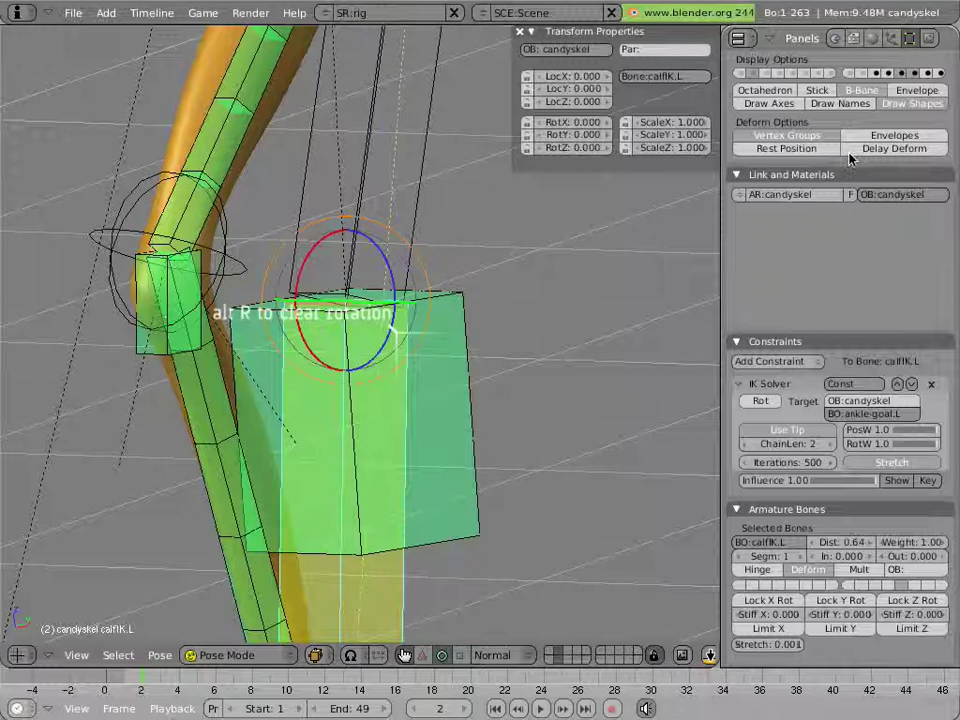 File Add Timeline Game Render Help SR:rig SCE:Scene www.blender.org 244 Bo:1-263 | Mem:9.48M candyskel
Transform Properties
OB: candyskel Par:
LocX: 0.000 Bone:calfIK.L
LocY: 0.000
LocZ: 0.000
RotX: 0.000 ScaleX: 1.000
RotY: 0.000 ScaleY: 1.000
RotZ: 0.000 ScaleZ: 1.000
Panels
Display Options
Octahedron Stick B-Bone Envelope
Draw Axes Draw Names Draw Shapes
Deform Options
Vertex Groups Envelopes
Rest Position Delay Deform
Link and Materials
AR:candyskel F OB:candyskel
alt R to clear rotation
Constraints
Add Constraint To Bone: calfIK.L
IK Solver Const
Rot Target OB:candyskel
BO:ankle-goal.L
Use Tip PosW 1.0
ChainLen: 2 RotW 1.0
Iterations: 500 Stretch
Influence 1.00 Show Key
Armature Bones
Selected Bones
BO:calfIK.L Dist: 0.64 Weight: 1.00
Segm: 1 In: 0.000 Out: 0.000
Hinge Deform Mult OB:
Lock X Rot Lock Y Rot Lock Z Rot
Stiff X: 0.000 Stiff Y: 0.000 Stiff Z: 0.000
Limit X Limit Y Limit Z
Stretch: 0.001
(2) candyskel calfIK.L
View Select Pose Pose Mode Normal
-4 -2 0 2 4 6 8 10 12 14 16 18 20 22 24 26 28 30 32 34 36 38 40 42 44 46
View Frame Playback Pr Start: 1 End: 49 2